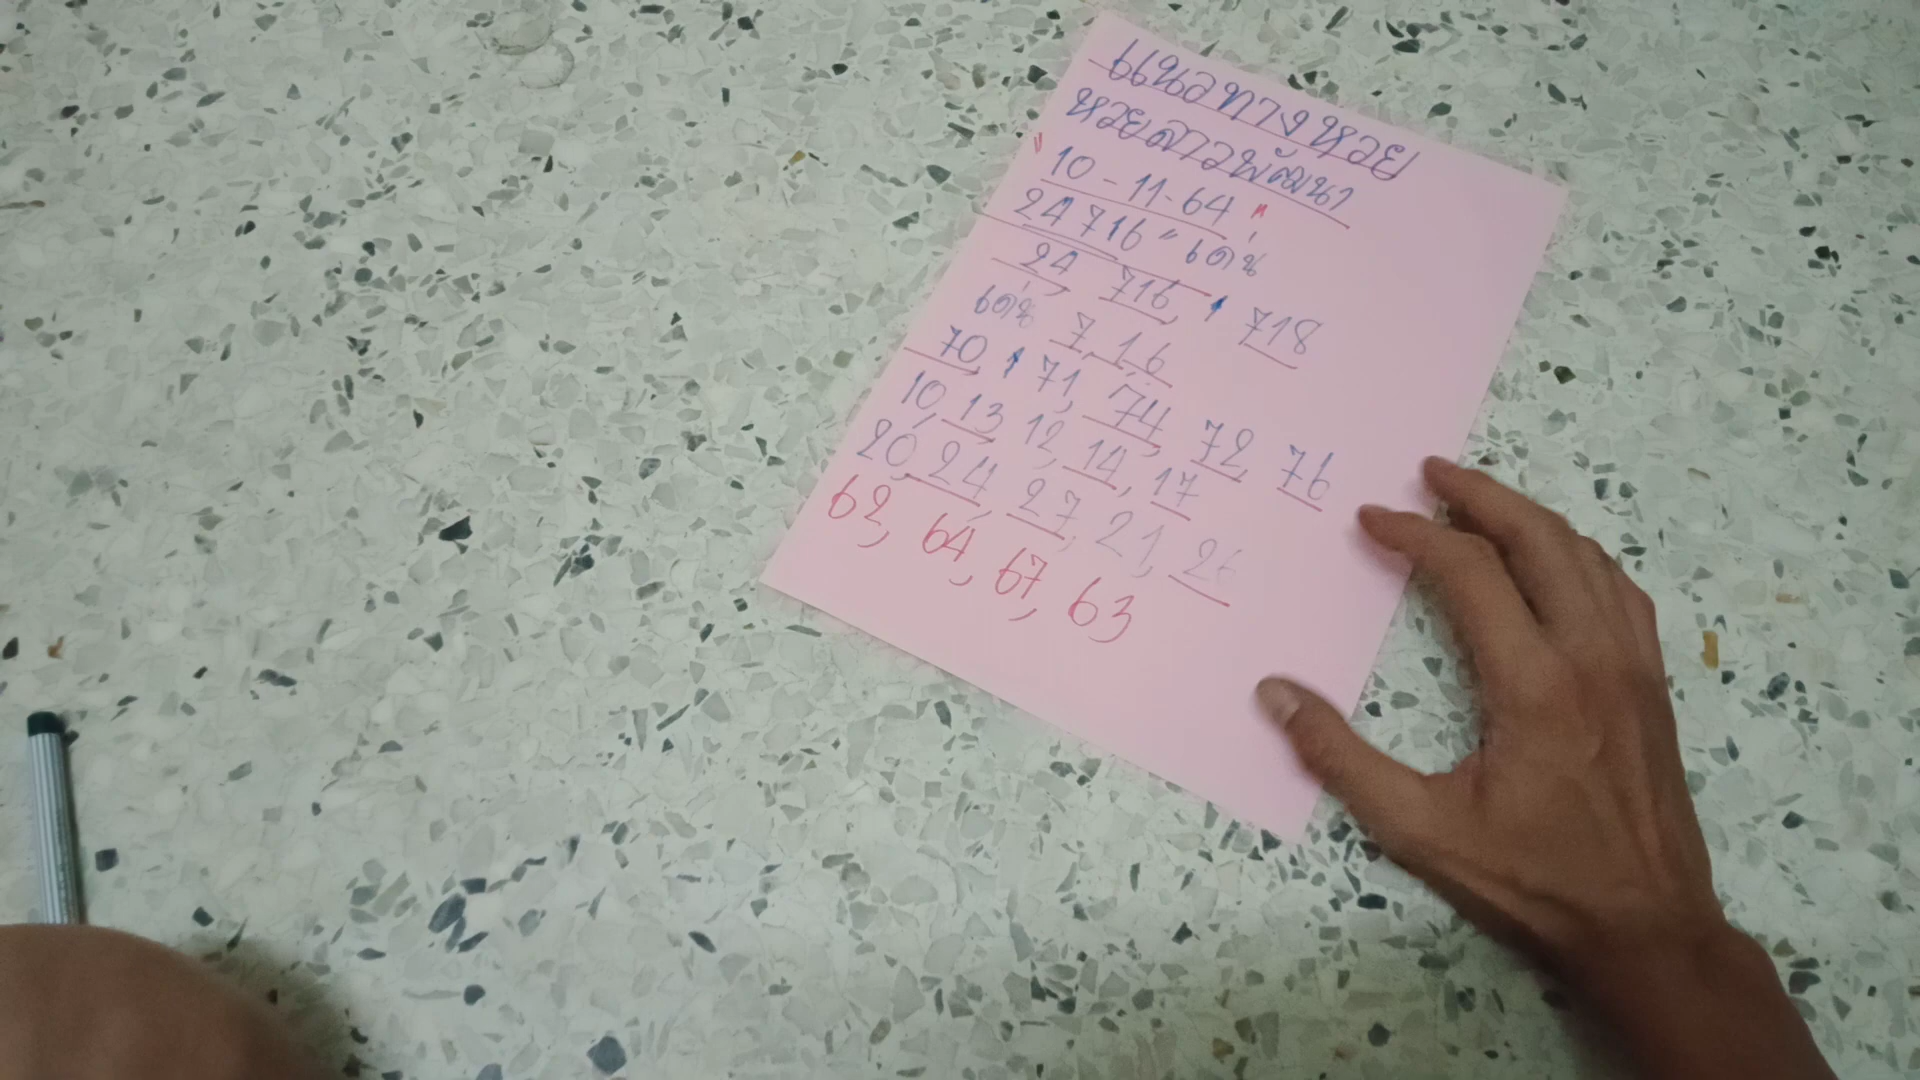 แนวทางหวย
หวยลาวพัฒนา
" 10 - 11 - 64 "
24716 " เด่น
24, 716, 718
เด่น 7, 1, 6
70, 71, 74, 72, 76
10, 13, 12, 14, 17
20, 24, 27, 21, 26
62, 64, 67, 63